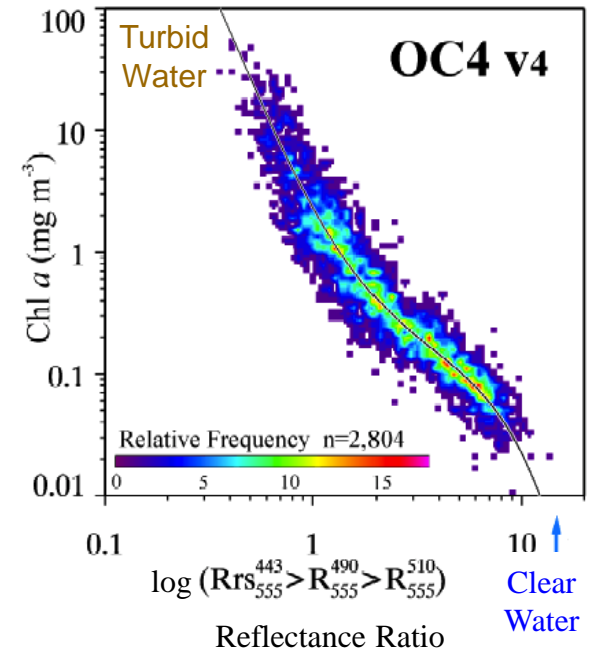 100
Turbid
Water
OC4 v4
10
1
0.1
0.01
Chl a (mg m⁻³)
Relative Frequency n=2,804
0 5 10 15
0.1 1 10
log (Rrs⁴⁴³₅₅₅>R⁴⁹⁰₅₅₅>R⁵¹⁰₅₅₅)
Reflectance Ratio
Clear
Water